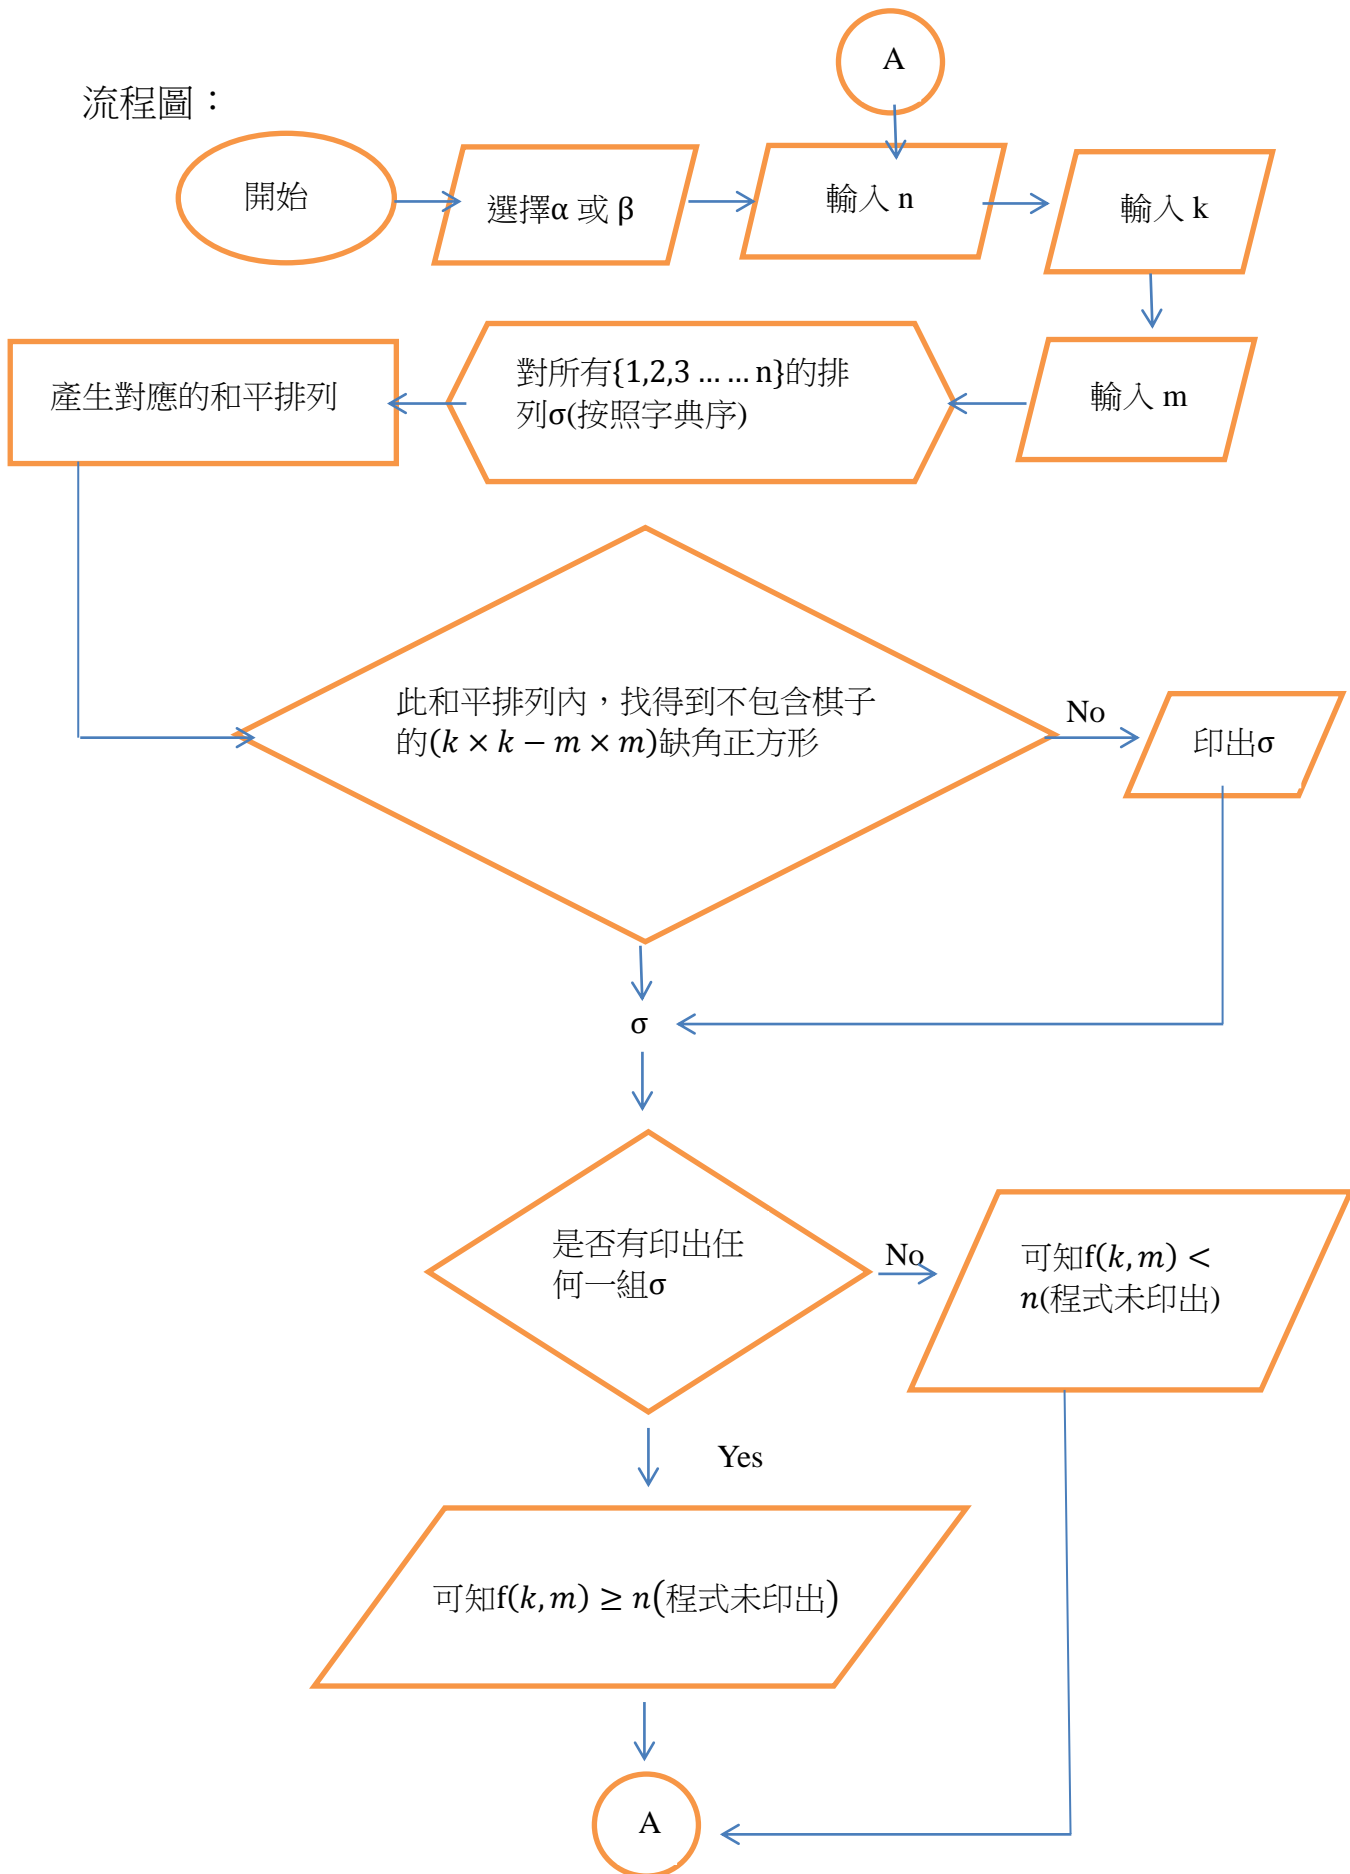 A
流程圖：
開始
選擇α 或 β
輸入 n
輸入 k
產生對應的和平排列
對所有{1,2,3 … … n}的排
列σ(按照字典序)
輸入 m
此和平排列內，找得到不包含棋子
的(k × k − m × m)缺角正方形
No
印出σ
σ
是否有印出任
何一組σ
No
可知f(k, m) <
n(程式未印出)
Yes
可知f(k, m) ≥ n(程式未印出)
A